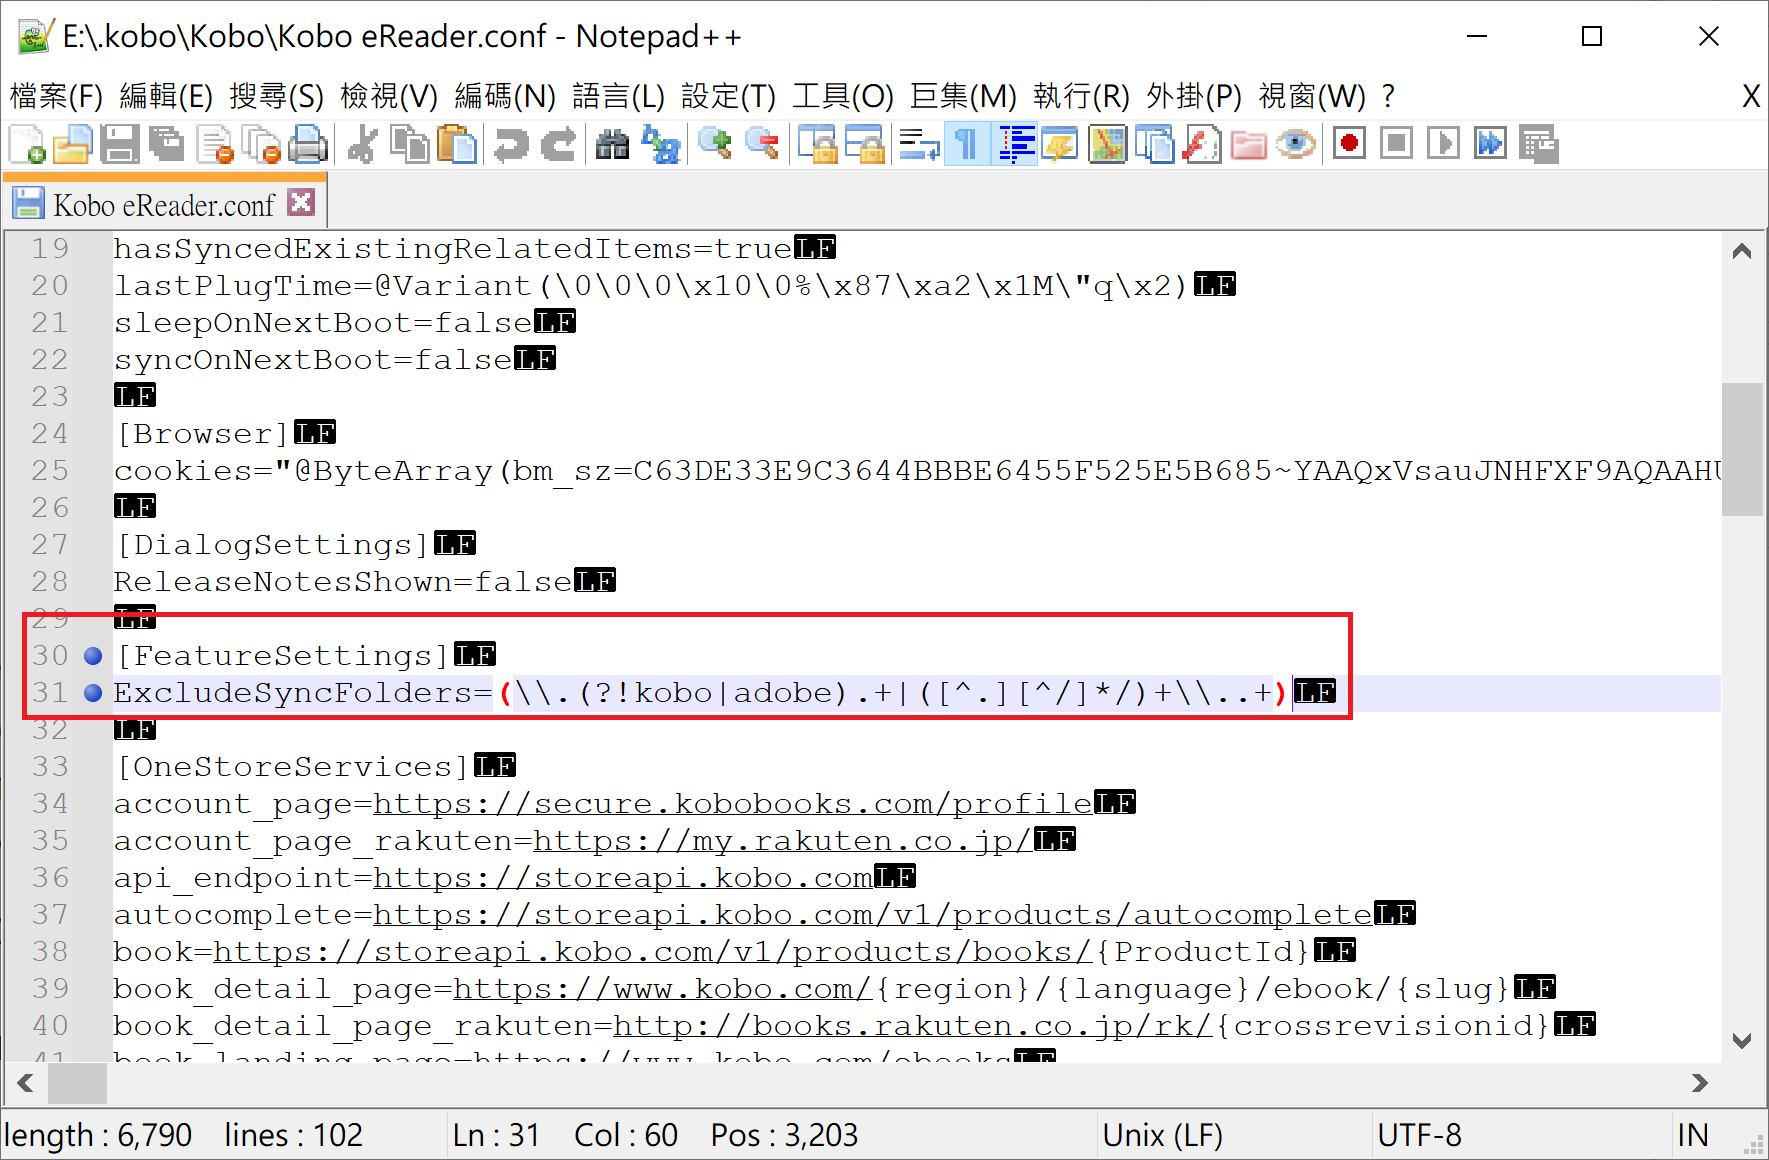 E:\.kobo\Kobo\Kobo eReader.conf - Notepad++
檔案(F) 編輯(E) 搜尋(S) 檢視(V) 編碼(N) 語言(L) 設定(T) 工具(O) 巨集(M) 執行(R) 外掛(P) 視窗(W) ? X
Kobo eReader.conf
19 hasSyncedExistingRelatedItems=trueLF
20 lastPlugTime=@Variant(\0\0\0\x10\0%\x87\xa2\x1M\"q\x2)LF
21 sleepOnNextBoot=falseLF
22 syncOnNextBoot=falseLF
23 LF
24 [Browser]LF
25 cookies="@ByteArray(bm_sz=C63DE33E9C3644BBBE6455F525E5B685~YAAQxVsauJNHFXF9AQAAHU
26 LF
27 [DialogSettings]LF
28 ReleaseNotesShown=falseLF
29 LF
30 [FeatureSettings]LF
31 ExcludeSyncFolders=(\\.(?!kobo|adobe).+|([^.][^/]*/)+\\..+)LF
32 LF
33 [OneStoreServices]LF
34 account_page=https://secure.kobobooks.com/profileLF
35 account_page_rakuten=https://my.rakuten.co.jp/LF
36 api_endpoint=https://storeapi.kobo.comLF
37 autocomplete=https://storeapi.kobo.com/v1/products/autocompleteLF
38 book=https://storeapi.kobo.com/v1/products/books/{ProductId}LF
39 book_detail_page=https://www.kobo.com/{region}/{language}/ebook/{slug}LF
40 book_detail_page_rakuten=http://books.rakuten.co.jp/rk/{crossrevisionid}LF
41 book_landing_page=https://www.kobo.com/ebooksLF
length : 6,790 lines : 102 Ln : 31 Col : 60 Pos : 3,203 Unix (LF) UTF-8 IN